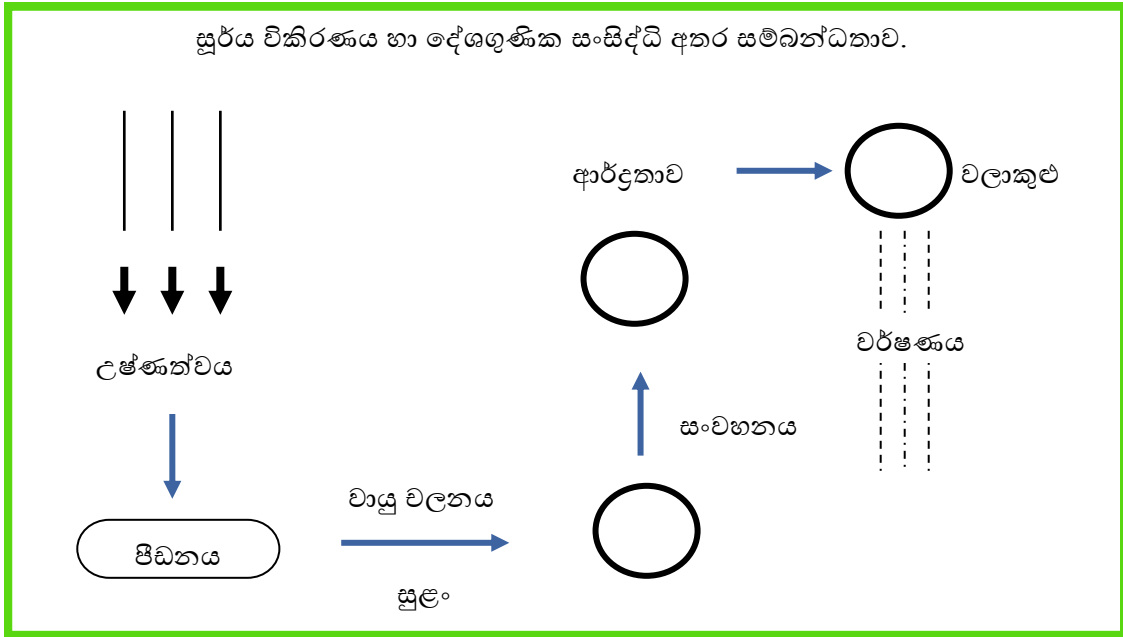 සූර්ය විකිරණය හා දේශගුණික සංසිද්ධි අතර සම්බන්ධතාව.
ආර්ද්‍රතාව
වලාකුළු
වර්ෂණය
උෂ්ණත්වය
සංවහනය
වායු චලනය
පීඩනය
සුළං